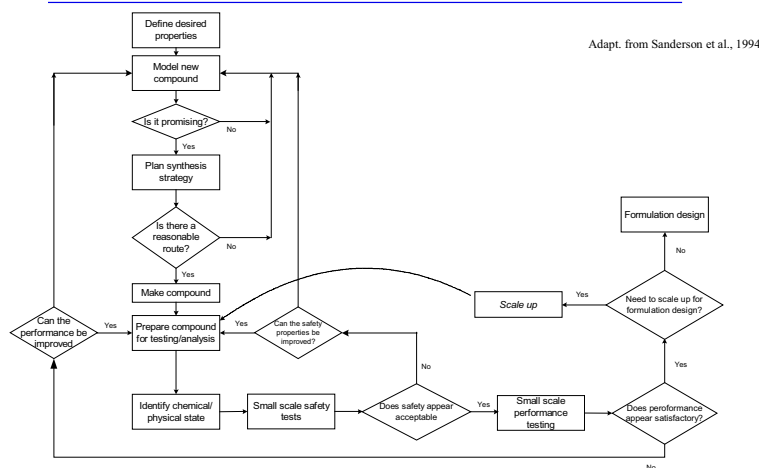 Define desired
properties
Adapt. from Sanderson et al., 1994
Model new
compound
Is it promising?
No
Yes
Plan synthesis
strategy
Is there a
reasonable
route?
No
Yes
Make compound
Formulation design
No
Need to scale up for
formulation design?
Yes
Scale up
Can the
performance be
improved
Yes
Prepare compound
for testing/analysis
Yes
Can the safety
properties be
improved?
No
Yes
Identify chemical/
physical state
Small scale safety
tests
Does safety appear
acceptable
Yes
Small scale
performance
testing
Does peroformance
appear satisfactory?
No